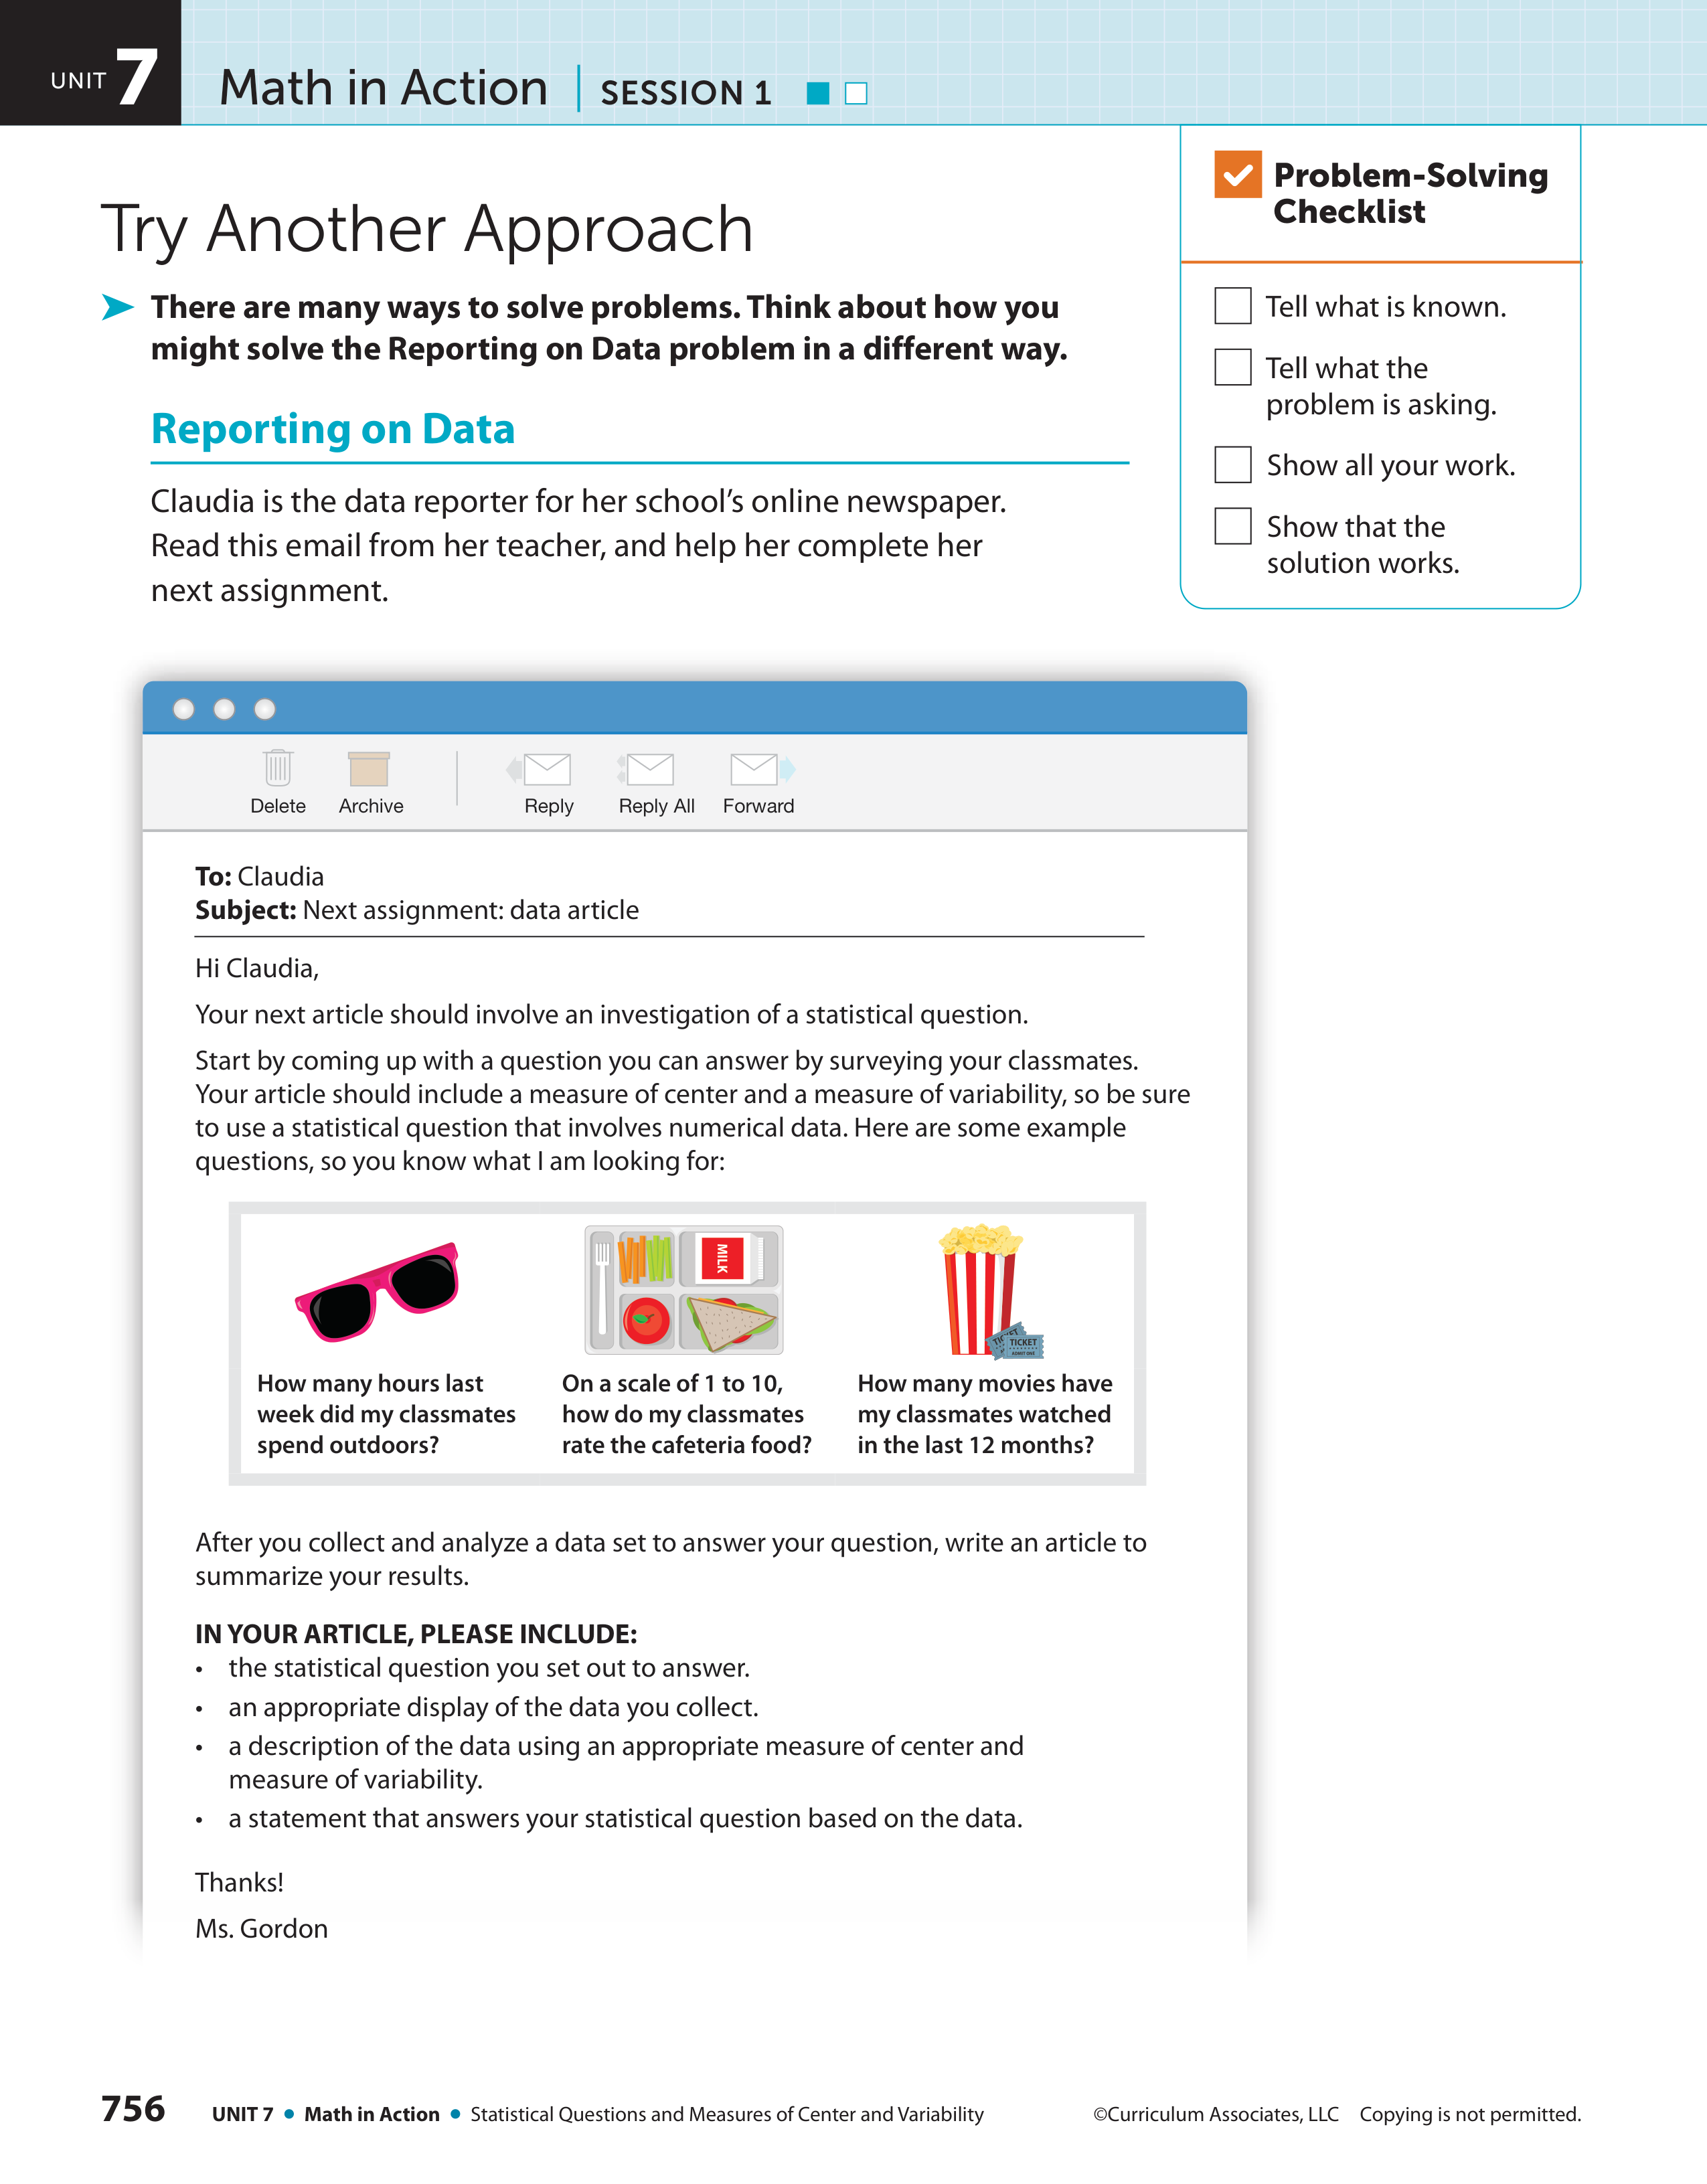 UNIT 7 Math in Action | SESSION 1
Problem-Solving
Checklist
Tell what is known.
Tell what the
problem is asking.
Show all your work.
Show that the
solution works.
Try Another Approach
There are many ways to solve problems. Think about how you
might solve the Reporting on Data problem in a different way.
Reporting on Data
Claudia is the data reporter for her school’s online newspaper.
Read this email from her teacher, and help her complete her
next assignment.
Delete Archive Reply Reply All Forward
To: Claudia
Subject: Next assignment: data article
Hi Claudia,
Your next article should involve an investigation of a statistical question.
Start by coming up with a question you can answer by surveying your classmates.
Your article should include a measure of center and a measure of variability, so be sure
to use a statistical question that involves numerical data. Here are some example
questions, so you know what I am looking for:
MILK
TICKET
TICKET
ADMIT ONE
How many hours last
week did my classmates
spend outdoors?
On a scale of 1 to 10,
how do my classmates
rate the cafeteria food?
How many movies have
my classmates watched
in the last 12 months?
After you collect and analyze a data set to answer your question, write an article to
summarize your results.
IN YOUR ARTICLE, PLEASE INCLUDE:
• the statistical question you set out to answer.
• an appropriate display of the data you collect.
• a description of the data using an appropriate measure of center and
measure of variability.
• a statement that answers your statistical question based on the data.
Thanks!
Ms. Gordon
756 UNIT 7 • Math in Action • Statistical Questions and Measures of Center and Variability ©Curriculum Associates, LLC Copying is not permitted.